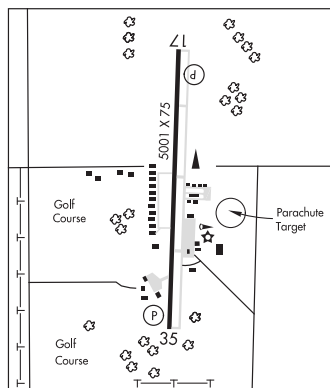 17
P
5001 X 75
Golf
Course
Parachute
Target
P
35
Golf
Course